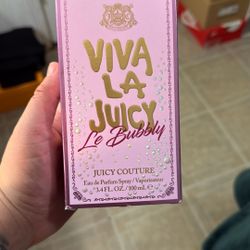 VIVA
LA
JUICY
Le Bubbly
JUICY COUTURE
Eau de Parfum Spray / Vaporisateur
3.4 FL. OZ. / 100 mL ℮